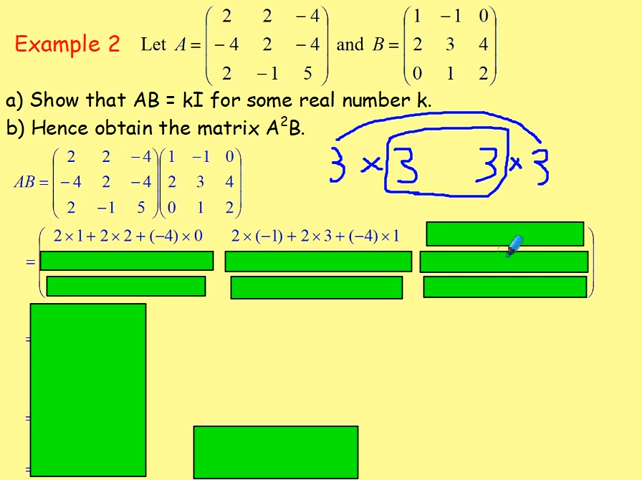 Example 2 Let A = ( 2 2 −4 ; −4 2 −4 ; 2 −1 5 ) and B = ( 1 −1 0 ; 2 3 4 ; 0 1 2 )
a) Show that AB = kI for some real number k.
b) Hence obtain the matrix A²B.
3 × 3 3 × 3
AB = ( 2 2 −4 ; −4 2 −4 ; 2 −1 5 ) ( 1 −1 0 ; 2 3 4 ; 0 1 2 )
= ( 2×1+2×2+(−4)×0 2×(−1)+2×3+(−4)×1 )
=
=
=